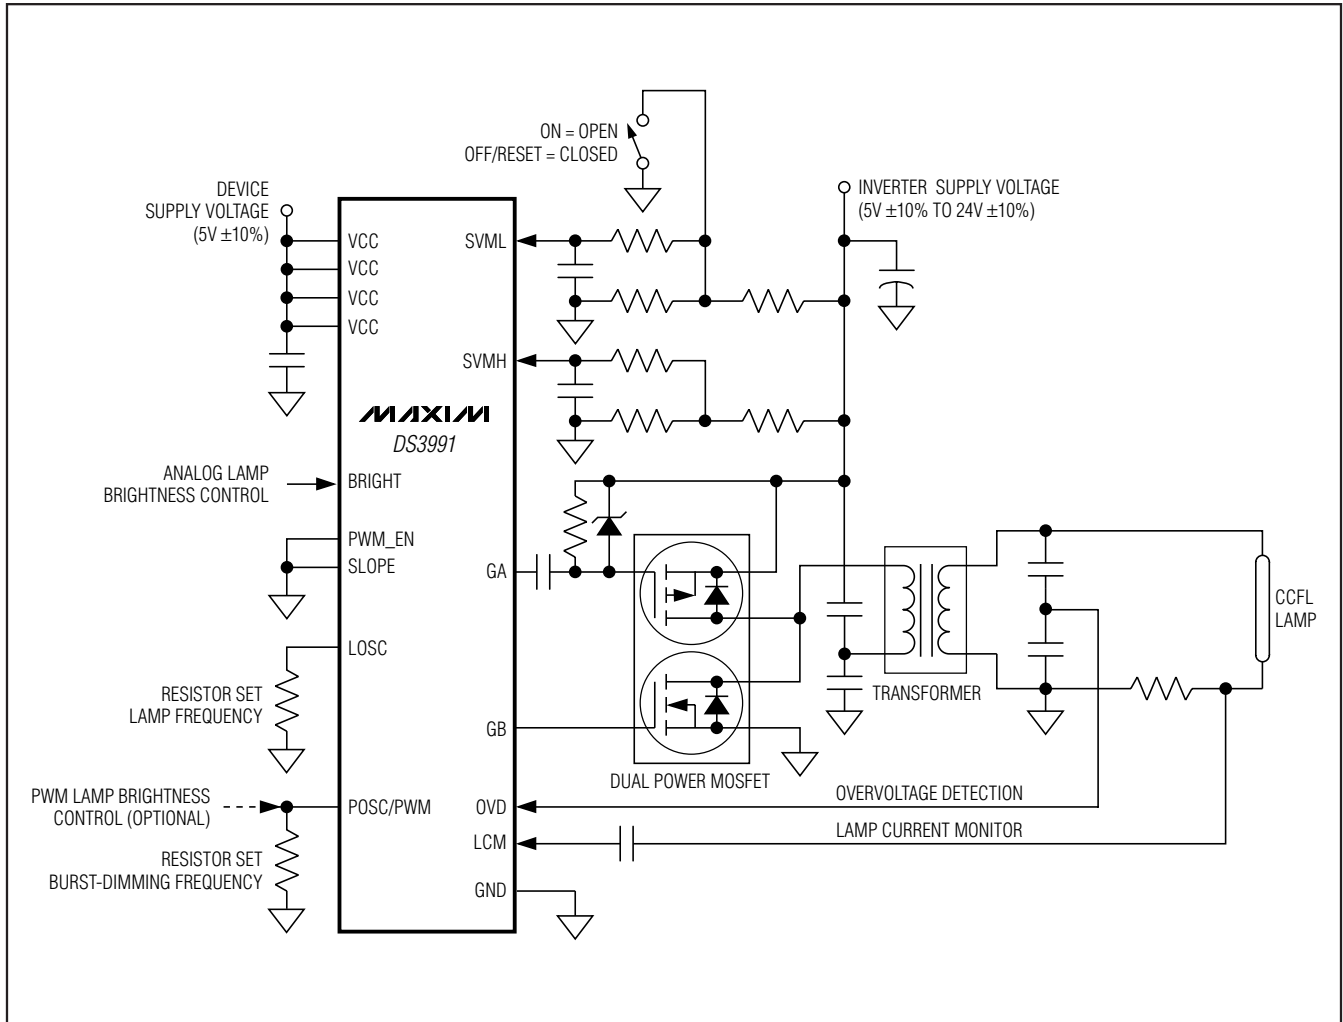 ON = OPEN
OFF/RESET = CLOSED
DEVICE
SUPPLY VOLTAGE
(5V ±10%)
INVERTER SUPPLY VOLTAGE
(5V ±10% TO 24V ±10%)
VCC
VCC
VCC
VCC
SVML
SVMH
MAXIM
DS3991
ANALOG LAMP
BRIGHTNESS CONTROL
BRIGHT
PWM_EN
SLOPE
GA
CCFL
LAMP
LOSC
RESISTOR SET
LAMP FREQUENCY
TRANSFORMER
GB
DUAL POWER MOSFET
PWM LAMP BRIGHTNESS
CONTROL (OPTIONAL)
POSC/PWM
OVD
OVERVOLTAGE DETECTION
LCM
LAMP CURRENT MONITOR
RESISTOR SET
BURST-DIMMING FREQUENCY
GND